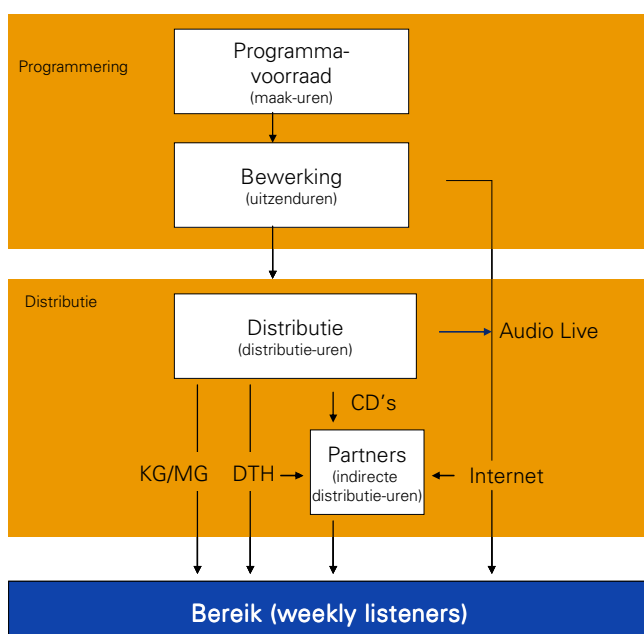 Programmering
Programma-
voorraad
(maak-uren)
Bewerking
(uitzenduren)
Distributie
Distributie
(distributie-uren)
Audio Live
CD's
KG/MG
DTH
Partners
(indirecte
distributie-uren)
Internet
Bereik (weekly listeners)